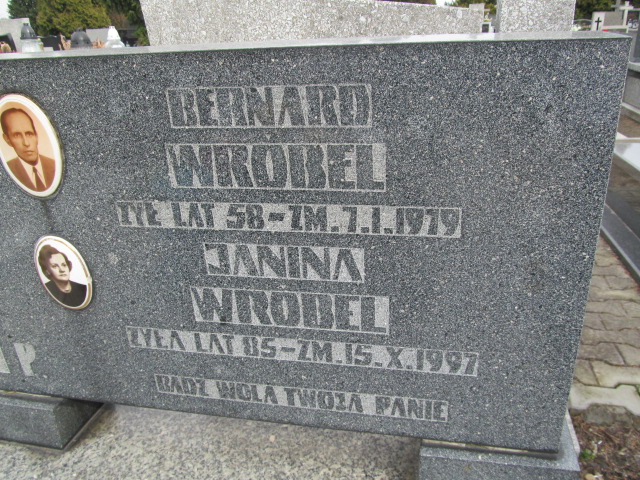 BERNARD
WRÓBEL
ŻYŁ LAT 58-ZM.7.I.1979
JANINA
WRÓBEL
ŻYŁA LAT 85-ZM.15.X.1997
BĄDŹ WOLA TWOJA PANIE